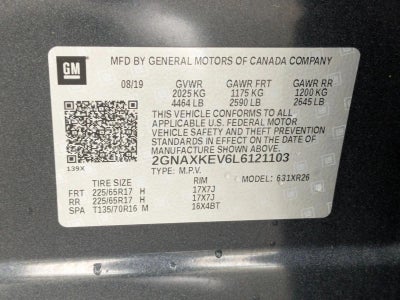 GM
MFD BY GENERAL MOTORS OF CANADA COMPANY
08/19 GVWR GAWR FRT GAWR RR
2025 KG 1175 KG 1200 KG
4464 LB 2590 LB 2645 LB
THIS VEHICLE CONFORMS TO ALL
APPLICABLE U.S. FEDERAL MOTOR
VEHICLE SAFETY AND THEFT PREVENTION
STANDARDS IN EFFECT ON THE DATE OF
MANUFACTURE SHOWN ABOVE.
2GNAXKEV6L6121103
139X TYPE: M.P.V. MODEL: 631XR26
TIRE SIZE RIM
FRT 225/65R17 H 17X7J
RR 225/65R17 H 17X7J
SPA T135/70R16 M 16X4BT